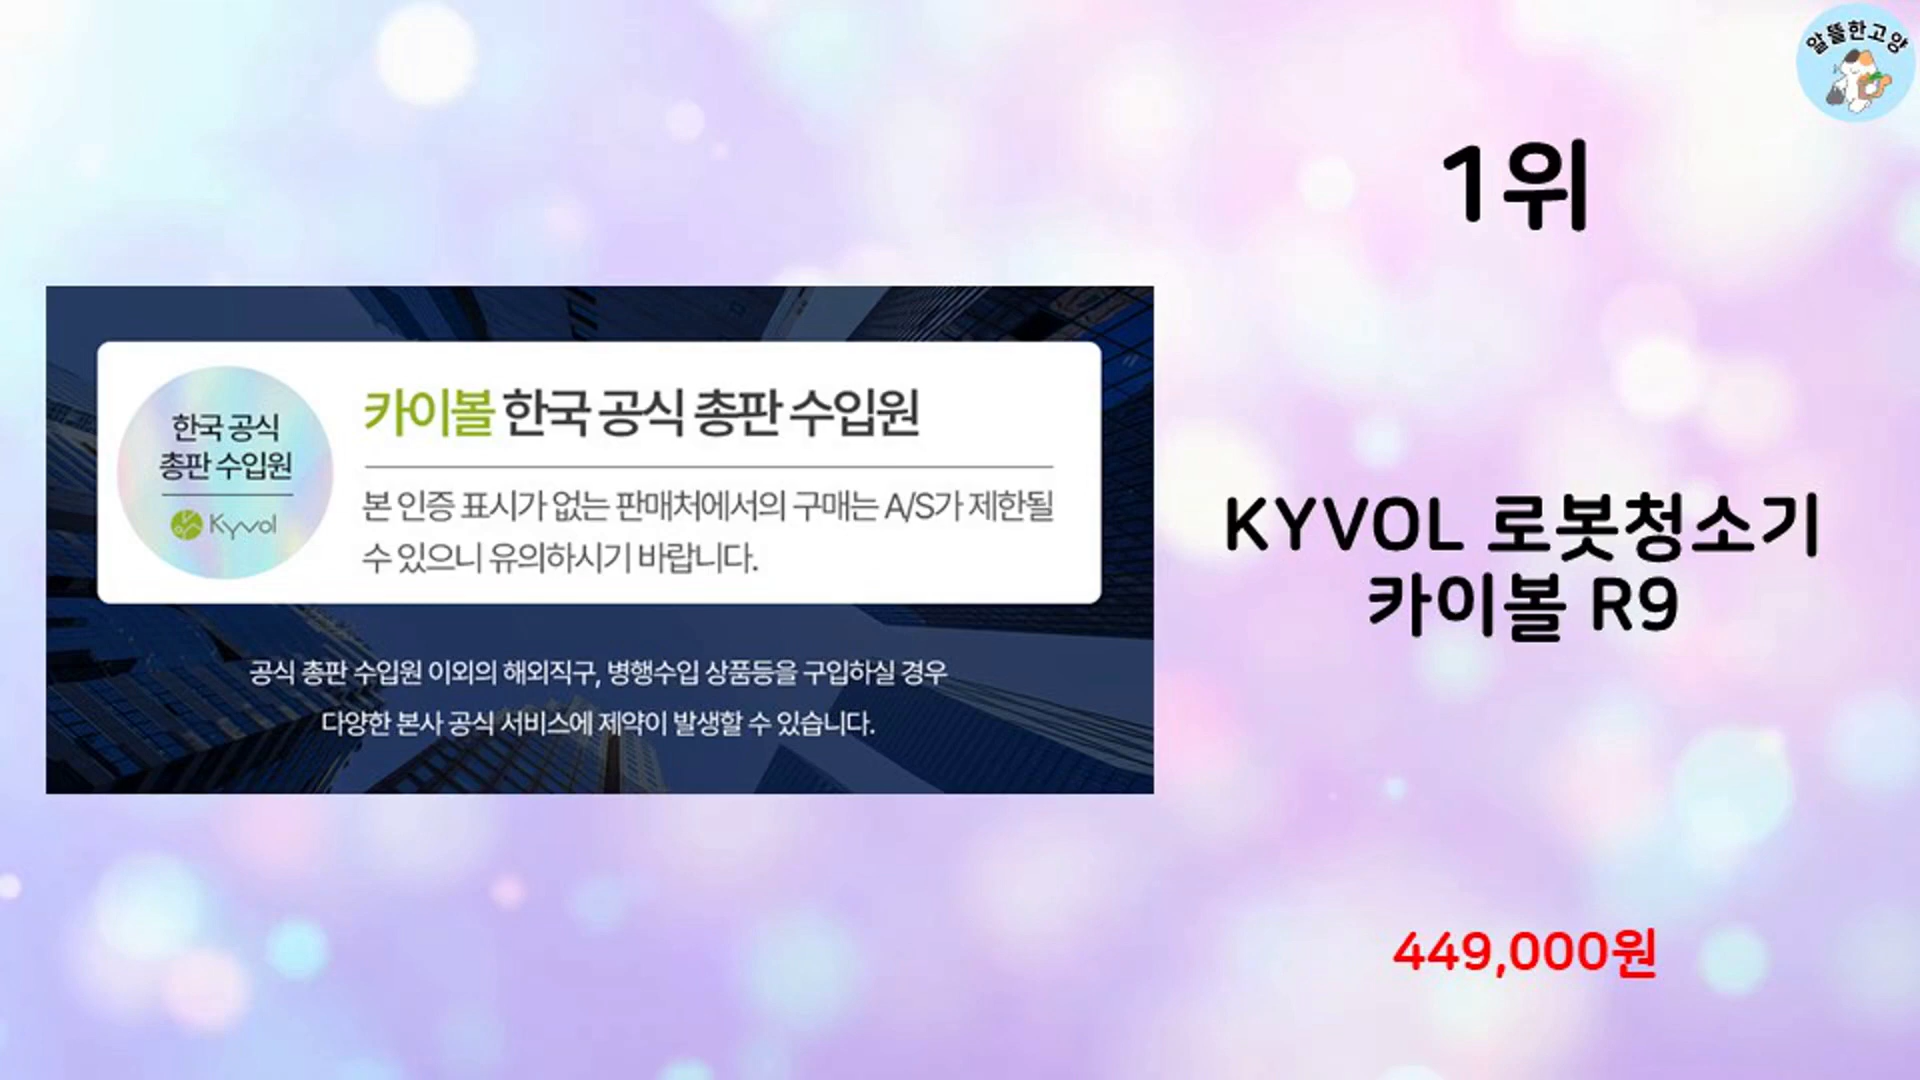 알뜰한고양
1위
한국 공식
총판 수입원
Kyvol
카이볼 한국 공식 총판 수입원
본 인증 표시가 없는 판매처에서의 구매는 A/S가 제한될
수 있으니 유의하시기 바랍니다.
공식 총판 수입원 이외의 해외직구, 병행수입 상품등을 구입하실 경우
다양한 본사 공식 서비스에 제약이 발생할 수 있습니다.
KYVOL 로봇청소기
카이볼 R9
449,000원